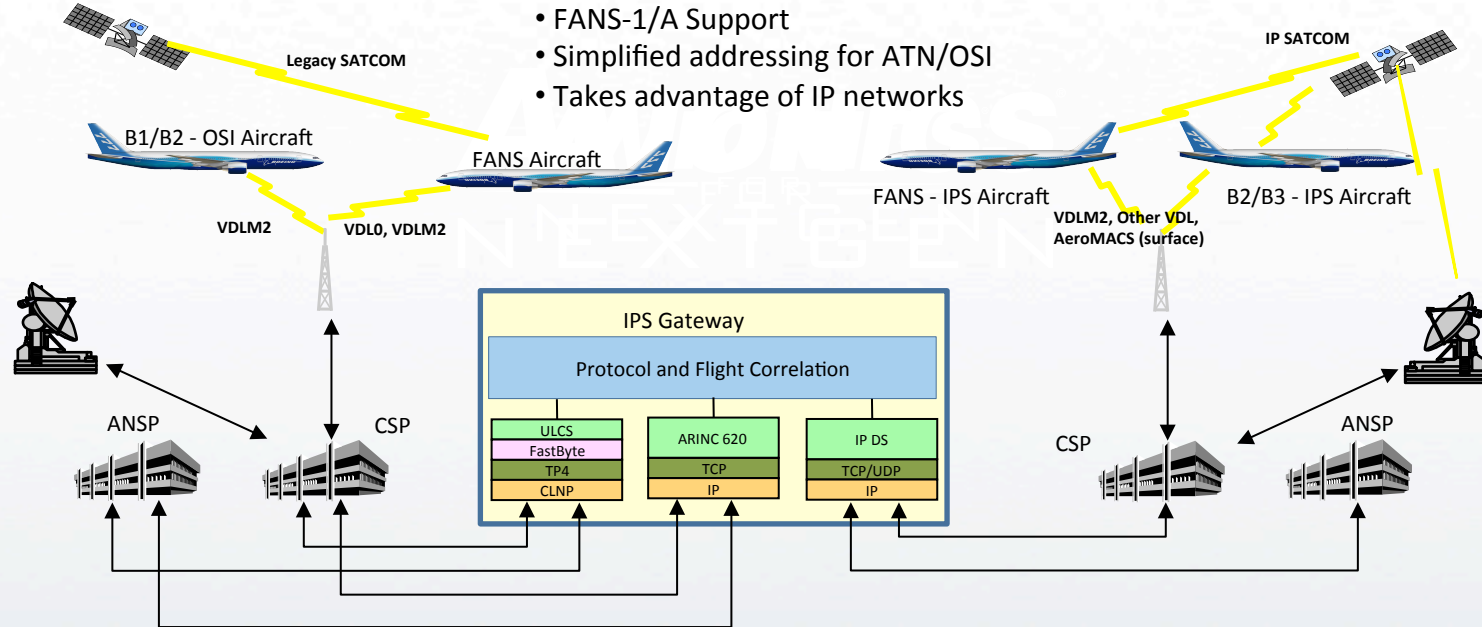 • FANS-1/A Support
• Simplified addressing for ATN/OSI
• Takes advantage of IP networks
Legacy SATCOM
IP SATCOM
B1/B2 - OSI Aircraft
FANS Aircraft
FANS - IPS Aircraft
B2/B3 - IPS Aircraft
VDLM2
VDL0, VDLM2
VDLM2, Other VDL,
AeroMACS (surface)
IPS Gateway
Protocol and Flight Correlation
ULCS
FastByte
TP4
CLNP
ARINC 620
TCP
IP
IP DS
TCP/UDP
IP
ANSP
CSP
CSP
ANSP